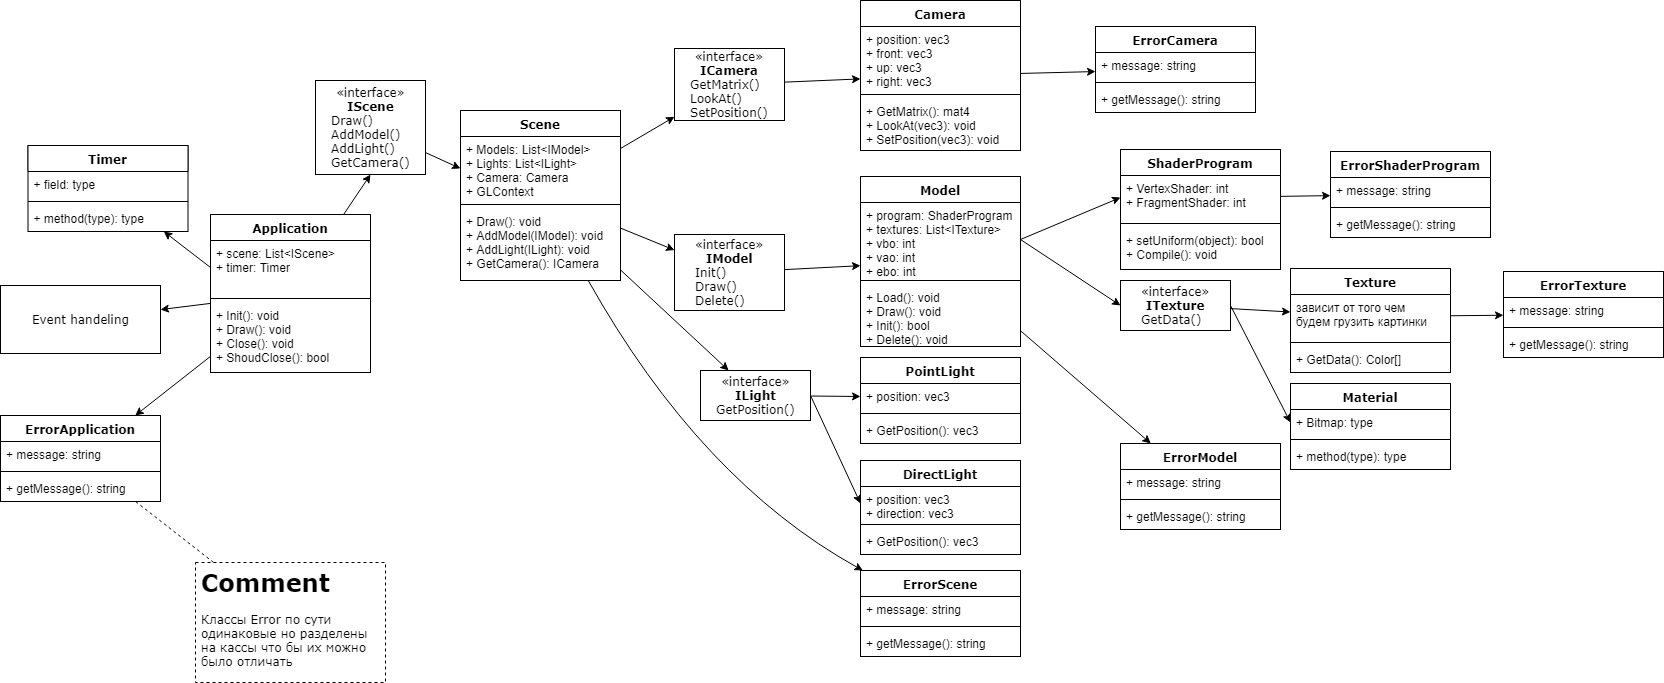 Timer
+ field: type
+ method(type): type
Event handeling
Application
+ scene: List<IScene>
+ timer: Timer
+ Init(): void
+ Draw(): void
+ Close(): void
+ ShoudClose(): bool
ErrorApplication
+ message: string
+ getMessage(): string
Comment
Классы Error по сути
одинаковые но разделены
на кассы что бы их можно
было отличать
«interface»
IScene
Draw()
AddModel()
AddLight()
GetCamera()
Scene
+ Models: List<IModel>
+ Lights: List<ILight>
+ Camera: Camera
+ GLContext
+ Draw(): void
+ AddModel(IModel): void
+ AddLight(ILight): void
+ GetCamera(): ICamera
«interface»
ICamera
GetMatrix()
LookAt()
SetPosition()
«interface»
IModel
Init()
Draw()
Delete()
«interface»
ILight
GetPosition()
Camera
+ position: vec3
+ front: vec3
+ up: vec3
+ right: vec3
+ GetMatrix(): mat4
+ LookAt(vec3): void
+ SetPosition(vec3): void
Model
+ program: ShaderProgram
+ textures: List<ITexture>
+ vbo: int
+ vao: int
+ ebo: int
+ Load(): void
+ Draw(): void
+ Init(): bool
+ Delete(): void
PointLight
+ position: vec3
+ GetPosition(): vec3
DirectLight
+ position: vec3
+ direction: vec3
+ GetPosition(): vec3
ErrorScene
+ message: string
+ getMessage(): string
ErrorCamera
+ message: string
+ getMessage(): string
ShaderProgram
+ VertexShader: int
+ FragmentShader: int
+ setUniform(object): bool
+ Compile(): void
ErrorShaderProgram
+ message: string
+ getMessage(): string
«interface»
ITexture
GetData()
Texture
зависит от того чем
будем грузить картинки
+ GetData(): Color[]
ErrorTexture
+ message: string
+ getMessage(): string
Material
+ Bitmap: type
+ method(type): type
ErrorModel
+ message: string
+ getMessage(): string